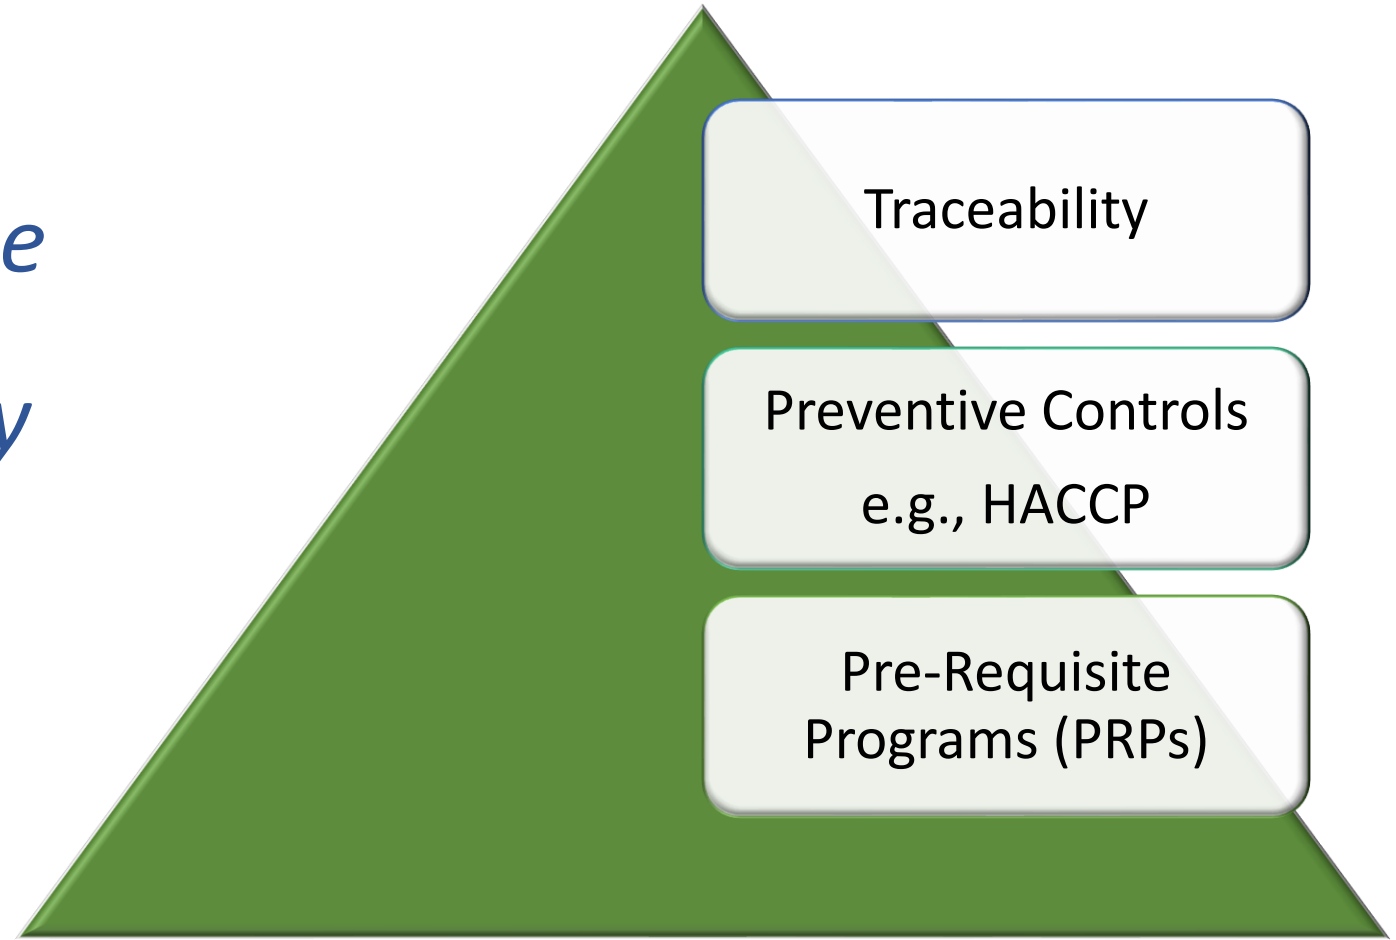 Traceability
Preventive Controls
e.g., HACCP
Pre-Requisite
Programs (PRPs)